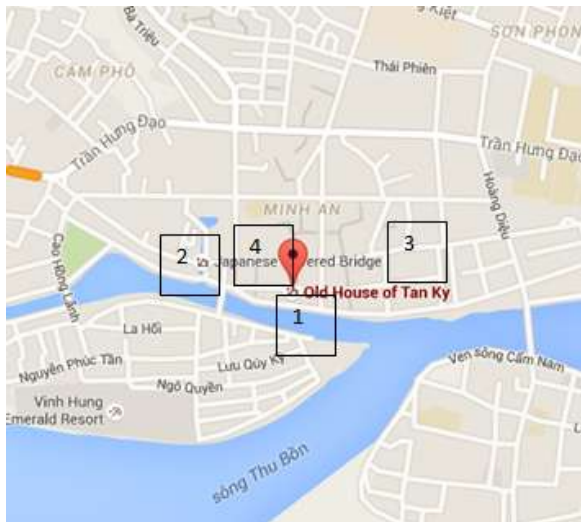 Bà Triệu
Kiệt
SƠN PHON
CẨM PHÔ
Thái Phiên
Trần Hưng Đạo
Trần Hưng Đạo
Hoàng Diệu
MINH AN
2
4
3
Japanese ered Bridge
Cao Hồng Lãnh
Old House of Tan Ky
1
La Hối
Nguyễn Phúc Tần
Lưu Qúy Kỳ
Ven sông Cẩm Nam
Ngô Quyền
Vinh Hung
Emerald Resort
sông Thu Bồn